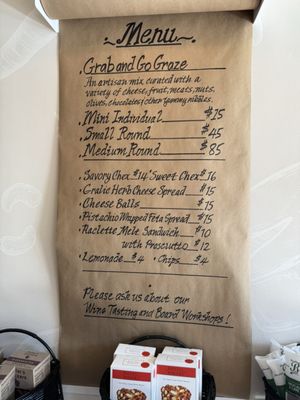 ~Menu~
• Grab and Go Graze
An artisan mix, curated with a
variety of cheese, fruit, meats, nuts,
olives, chocolates & other yummy nibbles.
• Mini Individual $15
• Small Round $45
• Medium Round $85
• Savory Chex $14 • Sweet Chex $16
• Gralic Herb Cheese Spread $15
• Cheese Balls $15
• Pistachio Whipped Feta Spread $15
• Raclette Mele Sandwich $10
with Prosciutto $12
• Lemonade $4 • Chips $4
Please ask us about our
Wine Tasting and Board Workshops!